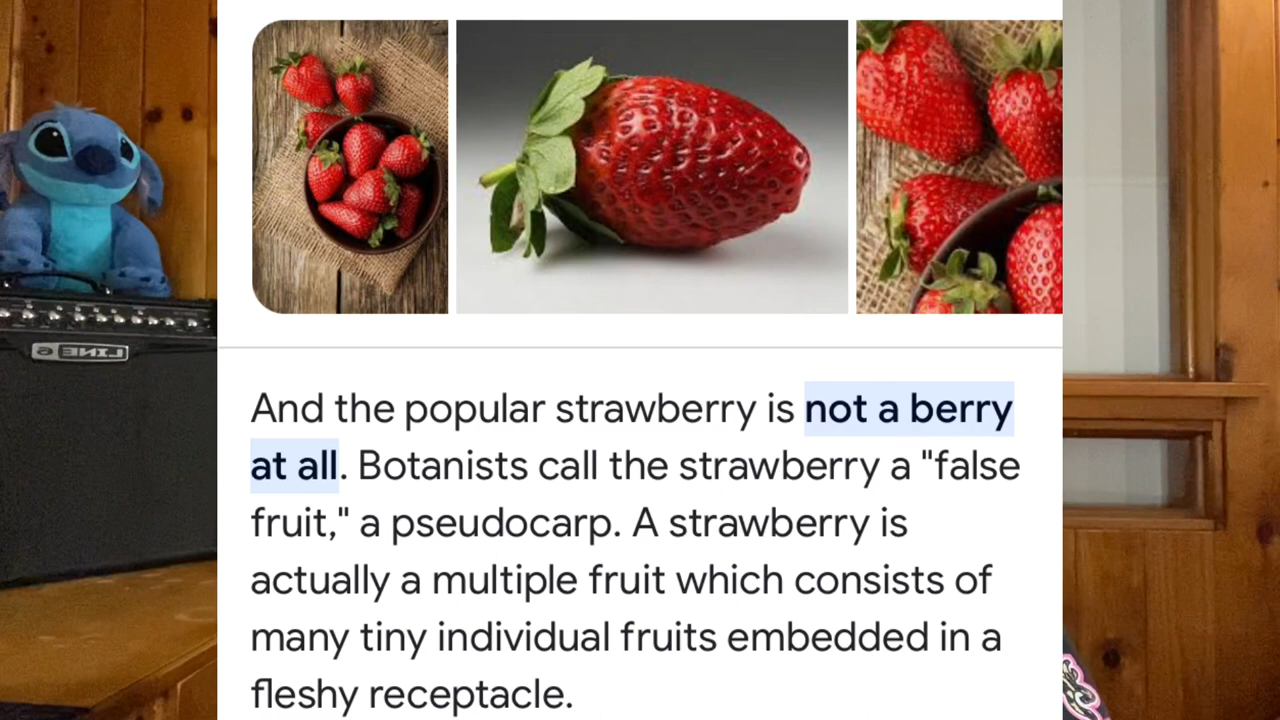 LINE 6
And the popular strawberry is not a berry
at all. Botanists call the strawberry a "false
fruit," a pseudocarp. A strawberry is
actually a multiple fruit which consists of
many tiny individual fruits embedded in a
fleshy receptacle.